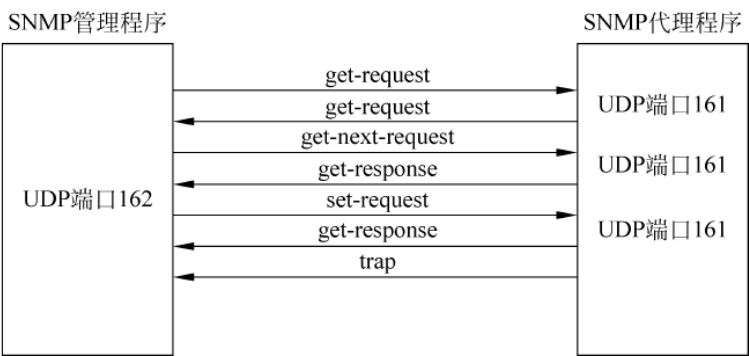 SNMP管理程序
SNMP代理程序
get-request
get-request
get-next-request
get-response
set-request
get-response
trap
UDP端口162
UDP端口161
UDP端口161
UDP端口161